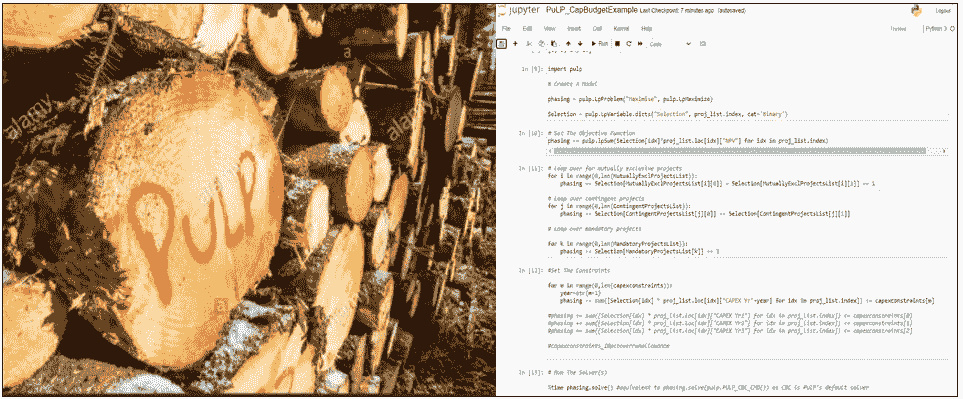 alamy
a
PULP
a
jupyter PuLP_CapBudgetExample Last Checkpoint: 7 minutes ago (autosaved)
Logout
File Edit View Insert Cell Kernel Help
Trusted Python 3
Run Code
In [9]: import pulp
# Create A Model
phasing = pulp.LpProblem("Maximise", pulp.LpMaximize)
Selection = pulp.LpVariable.dicts("Selection", proj_list.index, cat='Binary')
In [10]: # Set The Objective Function
phasing += pulp.lpSum(Selection[idx]*proj_list.loc[idx]["NPV"] for idx in proj_list.index)
In [11]: # Loop over for mutually exclusive projects
for i in range(0,len(MutuallyExclProjectsList)):
phasing += Selection[MutuallyExclProjectsList[i][0]] + Selection[MutuallyExclProjectsList[i][1]] <= 1
# Loop over contingent projects
for j in range(0,len(ContingentProjectsList)):
phasing += Selection[ContingentProjectsList[j][0]] Selection[ContingentProjectsList[j][1]]
# Loop over mandatory projects
for k in range(0,len(MandatoryProjectsList)):
phasing += Selection[MandatoryProjectsList[k]] == 1
In [12]: #Set The Constraints
for m in range(0,len(capexconstraints)):
year=str(m+1)
phasing += sum([Selection[idx] * proj_list.loc[idx]["CAPEX Yr"+year] for idx in proj_list.index]) <= capexconstraints[m]
#phasing += sum([Selection[idx] * proj_list.loc[idx]["CAPEX Yr1"] for idx in proj_list.index]) <= capexconstraints[0]
#phasing += sum([Selection[idx] * proj_list.loc[idx]["CAPEX Yr2"] for idx in proj_list.index]) <= capexconstraints[1]
#phasing += sum([Selection[idx] * proj_list.loc[idx]["CAPEX Yr3"] for idx in proj_list.index]) <= capexconstraints[2]
In [13]: # Run The Solver(s)
%time phasing.solve() #equivalent to phasing.solve(pulp.PULP_CBC_CMD()) as CBC is PULP's default solver